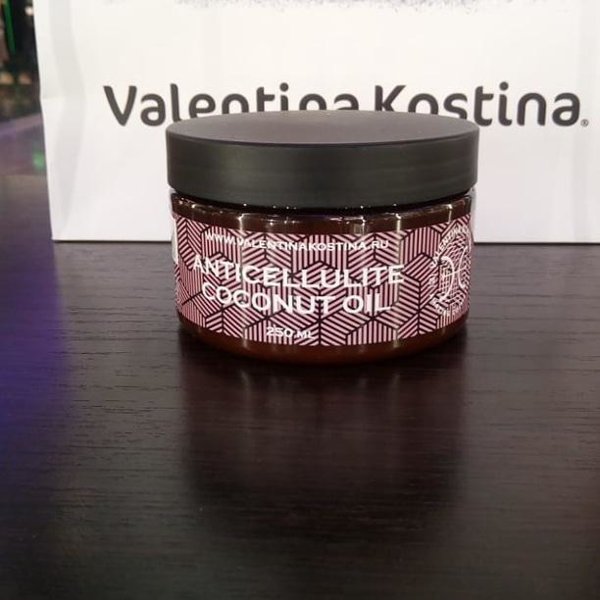 Valentina Kostina®
WWW.VALENTINAKOSTINA.RU
ANTICELLULITE
COCONUT OIL
250 ML